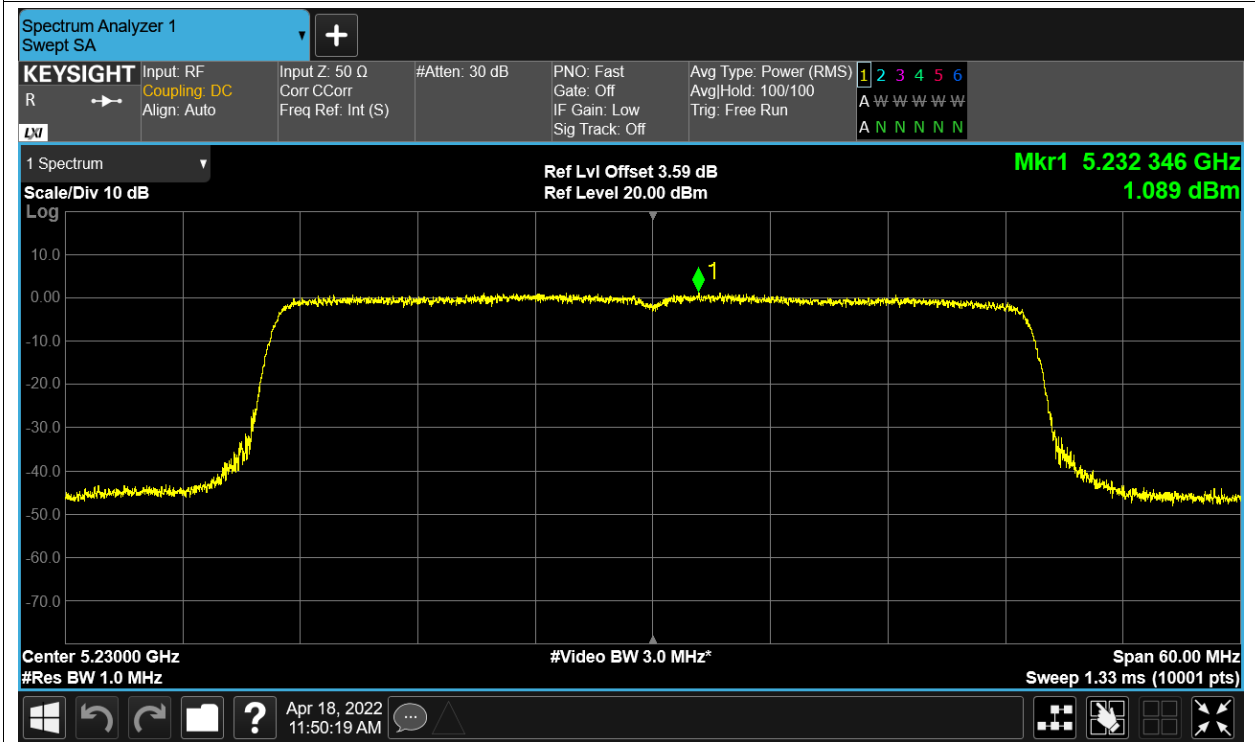 Spectrum Analyzer 1
Swept SA
KEYSIGHT
R
LXI
Input: RF
Coupling: DC
Align: Auto
Input Z: 50 Ω
Corr CCorr
Freq Ref: Int (S)
#Atten: 30 dB
PNO: Fast
Gate: Off
IF Gain: Low
Sig Track: Off
Avg Type: Power (RMS)
Avg|Hold: 100/100
Trig: Free Run
1 2 3 4 5 6
A W W W W W
A N N N N N
1 Spectrum
Scale/Div 10 dB
Log
Ref Lvl Offset 3.59 dB
Ref Level 20.00 dBm
Mkr1 5.232 346 GHz
1.089 dBm
1
10.0
0.00
-10.0
-20.0
-30.0
-40.0
-50.0
-60.0
-70.0
Center 5.23000 GHz
#Res BW 1.0 MHz
#Video BW 3.0 MHz*
Span 60.00 MHz
Sweep 1.33 ms (10001 pts)
?
Apr 18, 2022
11:50:19 AM